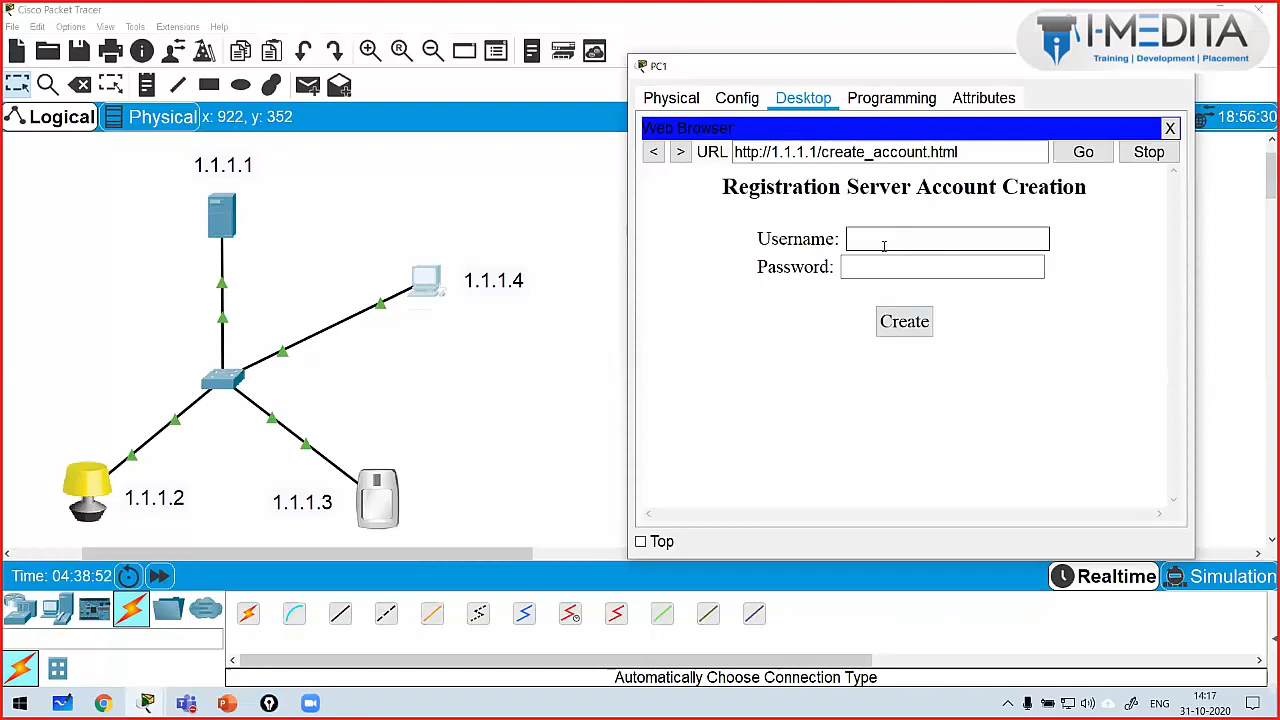 Cisco Packet Tracer
File Edit Options View Tools Extensions Help
I-MEDITA
Training | Development | Placement
PC1
Physical Config Desktop Programming Attributes
Logical Physical x: 922, y: 352
18:56:30
Web Browser X
< > URL http://1.1.1.1/create_account.html Go Stop
Registration Server Account Creation
Username:
Password:
Create
1.1.1.1
1.1.1.4
1.1.1.2
1.1.1.3
Top
Time: 04:38:52
Realtime
Simulation
Automatically Choose Connection Type
ENG
14:17
31-10-2020